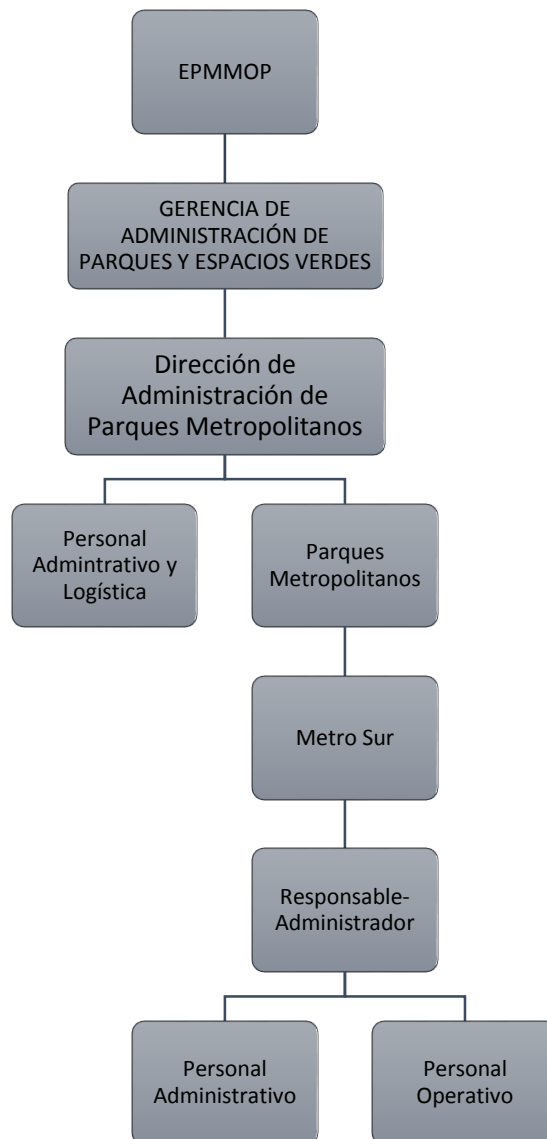 EPMMOP
GERENCIA DE
ADMINISTRACIÓN DE
PARQUES Y ESPACIOS VERDES
Dirección de
Administración de
Parques Metropolitanos
Personal
Admintrativo y
Logística
Parques
Metropolitanos
Metro Sur
Responsable-
Administrador
Personal
Administrativo
Personal
Operativo